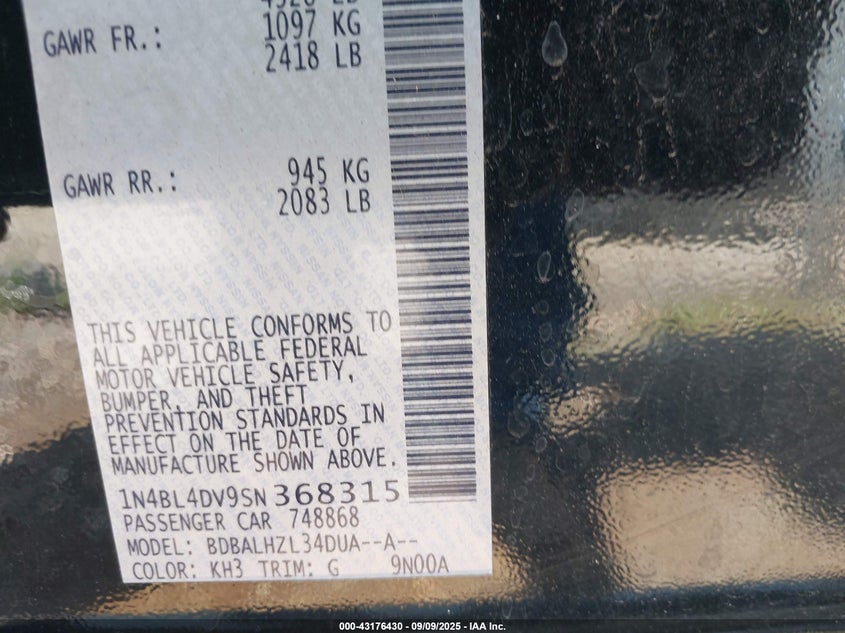 GAWR FR.: 1097 KG
2418 LB
GAWR RR.: 945 KG
2083 LB
THIS VEHICLE CONFORMS TO
ALL APPLICABLE FEDERAL
MOTOR VEHICLE SAFETY,
BUMPER, AND THEFT
PREVENTION STANDARDS IN
EFFECT ON THE DATE OF
MANUFACTURE SHOWN ABOVE.
1N4BL4DV9SN368315
PASSENGER CAR 748868
MODEL: BDBALHZL34DUA--A--
COLOR: KH3 TRIM: G 9N00A
000-43176430 - 09/09/2025 - IAA Inc.